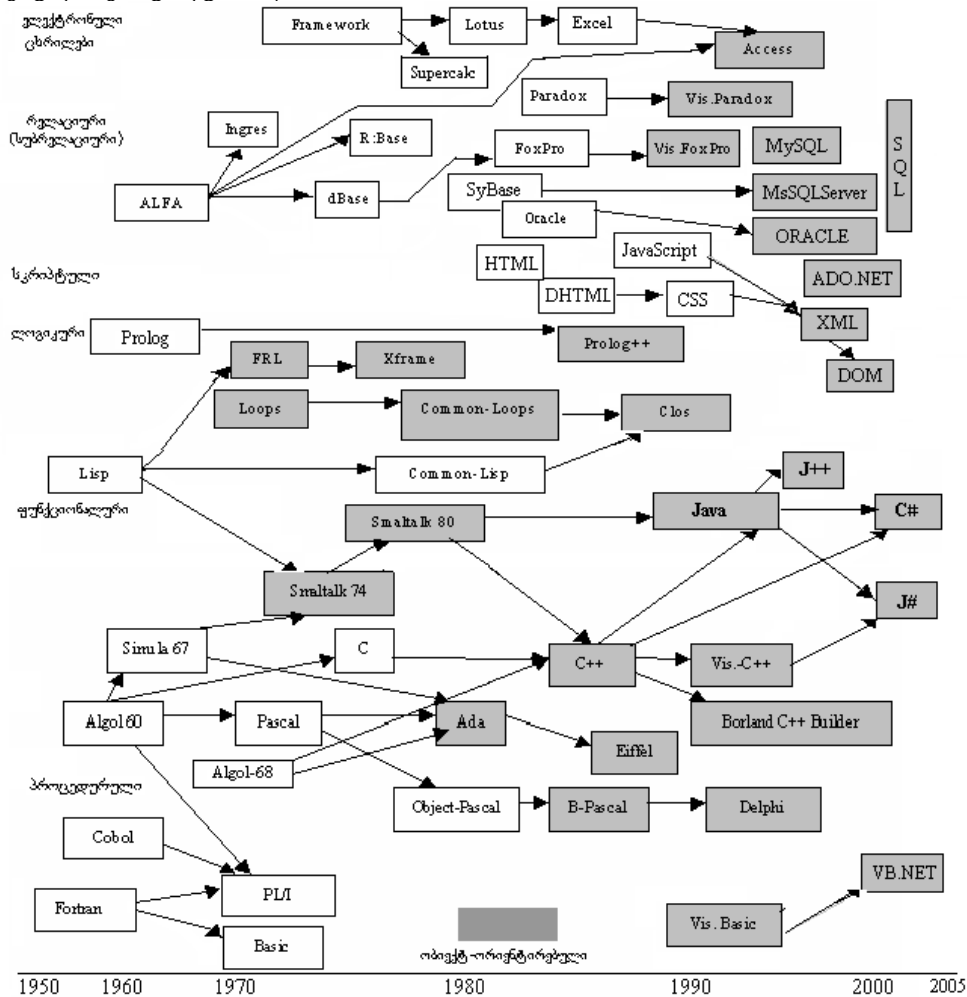 ელექტრონული
ცხრილები
Framework
Lotus
Excel
Access
Supercalc
Paradox
Vis.Paradox
რელაციური
(სუბრელაციური)
Ingres
R:Base
FoxPro
Vis.FoxPro
MySQL
SQL
ALFA
dBase
SyBase
MsSQLServer
Oracle
ORACLE
JavaScript
HTML
სკრიპტული
ADO.NET
DHTML
CSS
ლოგიკური
Prolog
XML
Prolog++
FRL
Xframe
DOM
Loops
Common-Loops
Clos
Lisp
Common-Lisp
J++
ფუნქციონალური
Smaltalk 80
Java
C#
Smaltalk 74
J#
Simula 67
C
C++
Vis.-C++
Algol60
Pascal
Ada
Borland C++ Builder
Eiffel
Algol-68
პროცედურული
Object-Pascal
B-Pascal
Delphi
Cobol
VB.NET
PL/I
Fortran
Vis. Basic
Basic
ობიექტ-ორიენტირებული
1950 1960 1970 1980 1990 2000 2005